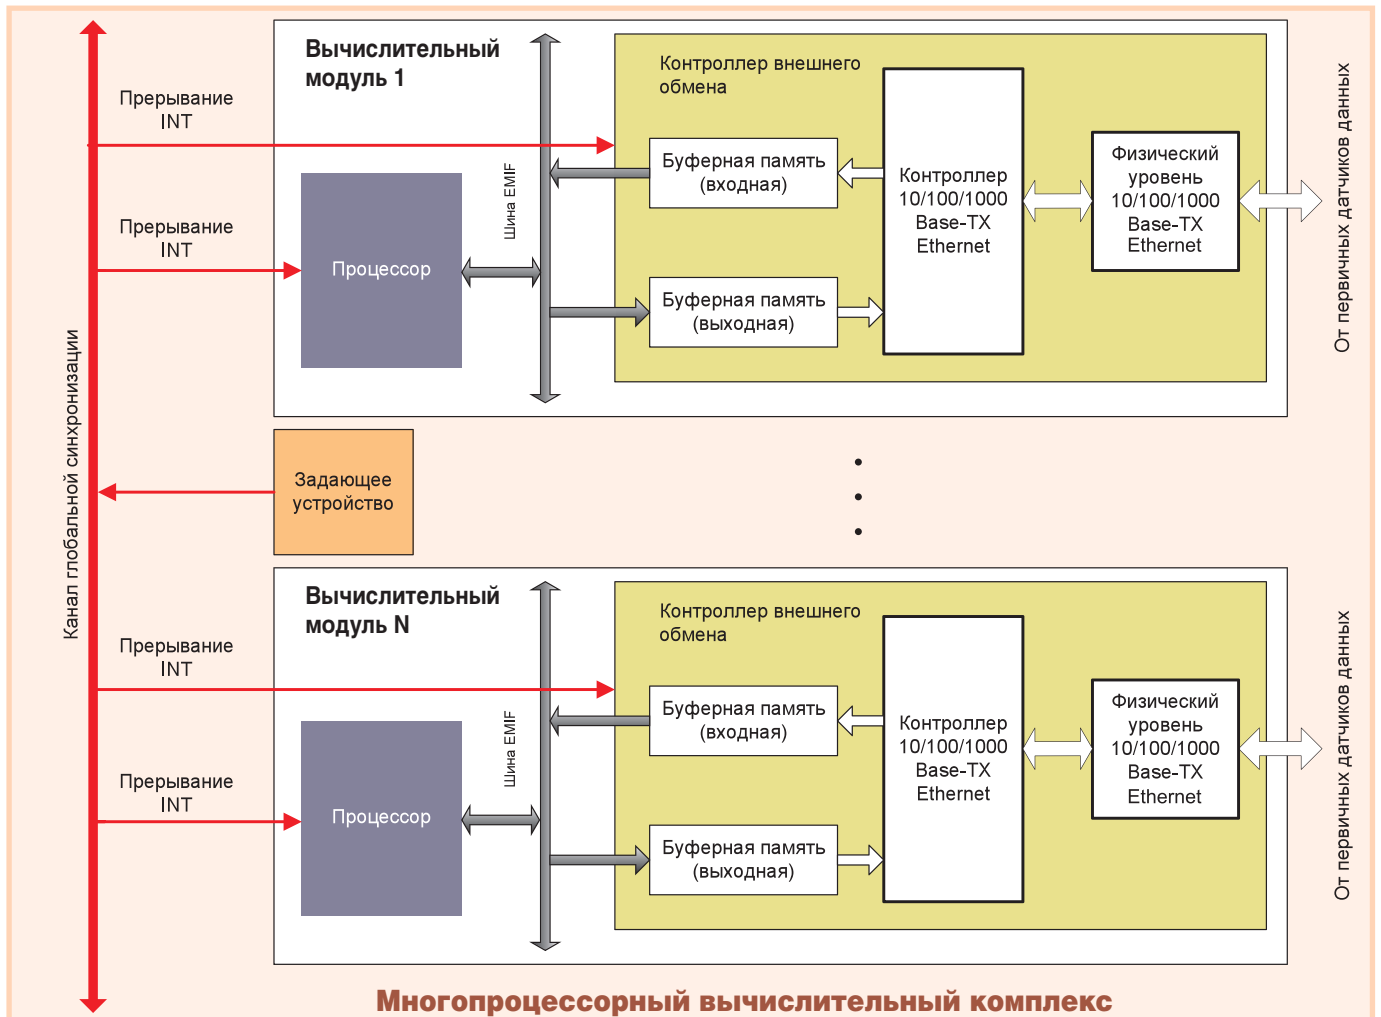 Канал глобальной синхронизации
Прерывание
INT
Прерывание
INT
Вычислительный
модуль 1
Процессор
Шина EMIF
Контроллер внешнего
обмена
Буферная память
(входная)
Буферная память
(выходная)
Контроллер
10/100/1000
Base-TX
Ethernet
Физический
уровень
10/100/1000
Base-TX
Ethernet
От первичных датчиков данных
Задающее
устройство
Прерывание
INT
Прерывание
INT
Вычислительный
модуль N
Процессор
Шина EMIF
Контроллер внешнего
обмена
Буферная память
(входная)
Буферная память
(выходная)
Контроллер
10/100/1000
Base-TX
Ethernet
Физический
уровень
10/100/1000
Base-TX
Ethernet
От первичных датчиков данных
Многопроцессорный вычислительный комплекс